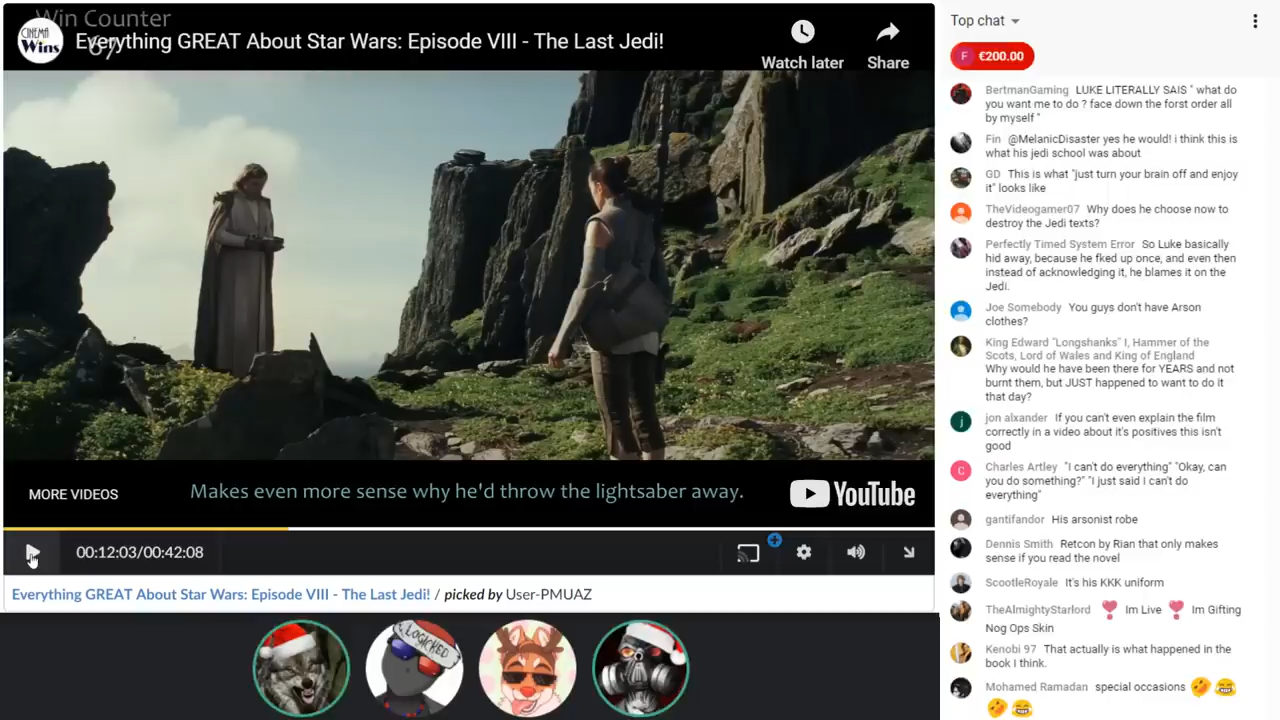 Win Counter
67
CINEMA
Wins
Everything GREAT About Star Wars: Episode VIII - The Last Jedi!
Watch later
Share
Makes even more sense why he'd throw the lightsaber away.
MORE VIDEOS
YouTube
00:12:03/00:42:08
Everything GREAT About Star Wars: Episode VIII - The Last Jedi! / picked by User-PMUAZ
LOGICKED
Top chat
F €200.00
BertmanGaming LUKE LITERALLY SAIS " what do
you want me to do ? face down the forst order all
by myself "
Fin @MelanicDisaster yes he would! i think this is
what his jedi school was about
GD This is what "just turn your brain off and enjoy
it" looks like
TheVideogamer07 Why does he choose now to
destroy the Jedi texts?
Perfectly Timed System Error So Luke basically
hid away, because he fked up once, and even then
instead of acknowledging it, he blames it on the
Jedi.
Joe Somebody You guys don't have Arson
clothes?
King Edward "Longshanks" I, Hammer of the
Scots, Lord of Wales and King of England
Why would he have been there for YEARS and not
burnt them, but JUST happened to want to do it
that day?
j
jon alxander If you can't even explain the film
correctly in a video about it's positives this isn't
good
C
Charles Artley "I can't do everything" "Okay, can
you do something?" "I just said I can't do
everything"
gantifandor His arsonist robe
Dennis Smith Retcon by Rian that only makes
sense if you read the novel
ScootleRoyale It's his KKK uniform
TheAlmightyStarlord Im Live Im Gifting
Nog Ops Skin
Kenobi 97 That actually is what happened in the
book I think.
Mohamed Ramadan special occasions 🤣😂
🤣😂